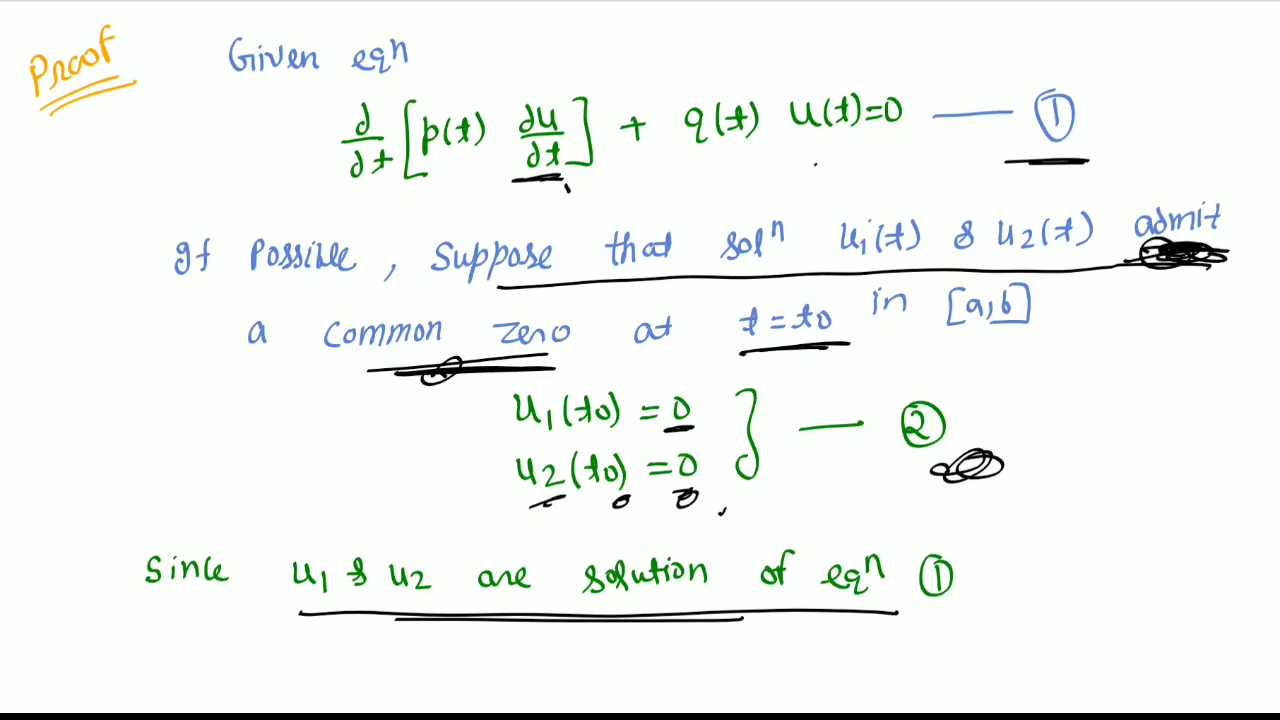 Proof
Given eqⁿ
d/dt [p(t) du/dt] + q(t) u(t)=0 —— ①
If Possible, Suppose that solⁿ u₁(t) & u₂(t) admit
a common zero at t=t₀ in [a,b]
u₁(t₀) = 0
u₂(t₀) = 0 } — ②
Since u₁ & u₂ are solution of eqⁿ ①